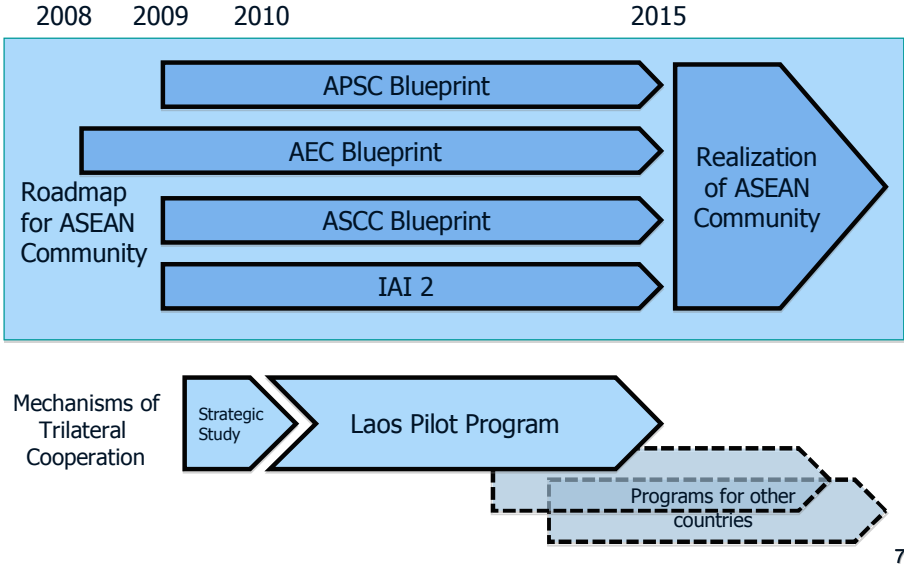 2008 2009 2010 2015
APSC Blueprint
AEC Blueprint
ASCC Blueprint
IAI 2
Roadmap
for ASEAN
Community
Realization
of ASEAN
Community
Mechanisms of
Trilateral
Cooperation
Strategic
Study
Laos Pilot Program
Programs for other
countries
7